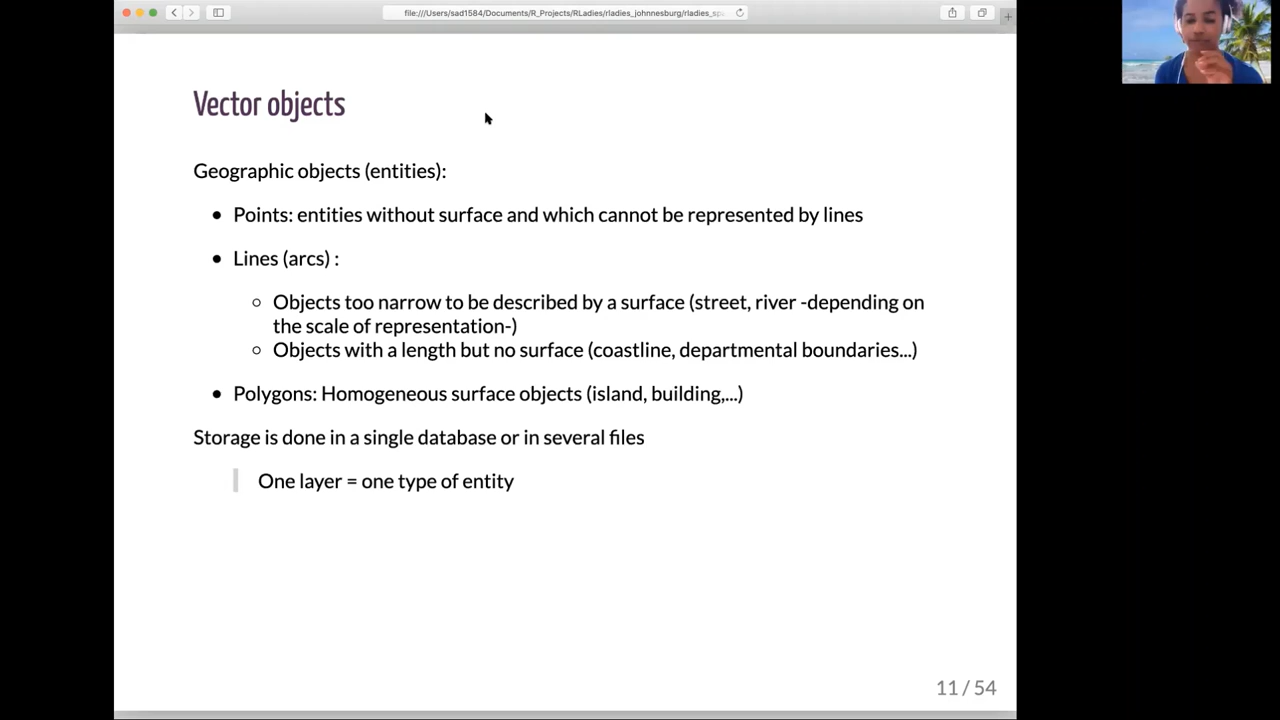 file:///Users/sad1584/Documents/R_Projects/RLadies/rladies_johnnesburg/rladies_sp
Vector objects
Geographic objects (entities):
• Points: entities without surface and which cannot be represented by lines
• Lines (arcs) :
○ Objects too narrow to be described by a surface (street, river -depending on
the scale of representation-)
○ Objects with a length but no surface (coastline, departmental boundaries...)
• Polygons: Homogeneous surface objects (island, building,...)
Storage is done in a single database or in several files
One layer = one type of entity
11 / 54